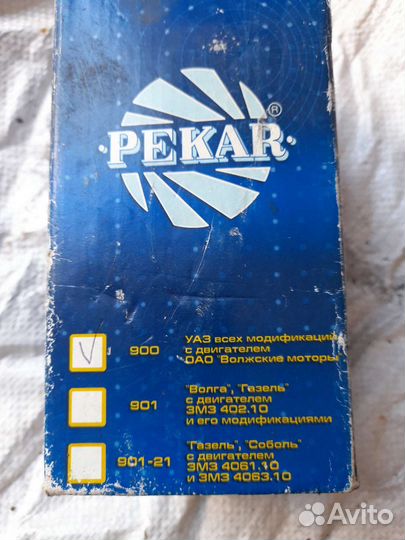 PEKAR®
V
900
УАЗ всех модификаций
с двигателем
ОАО "Волжские моторы"
901
"Волга", "Газель"
с двигателем
ЗМЗ 402.10
и его модификациями
901-21
"Газель", "Соболь"
с двигателем
ЗМЗ 4061.10
и ЗМЗ 4063.10
Avito